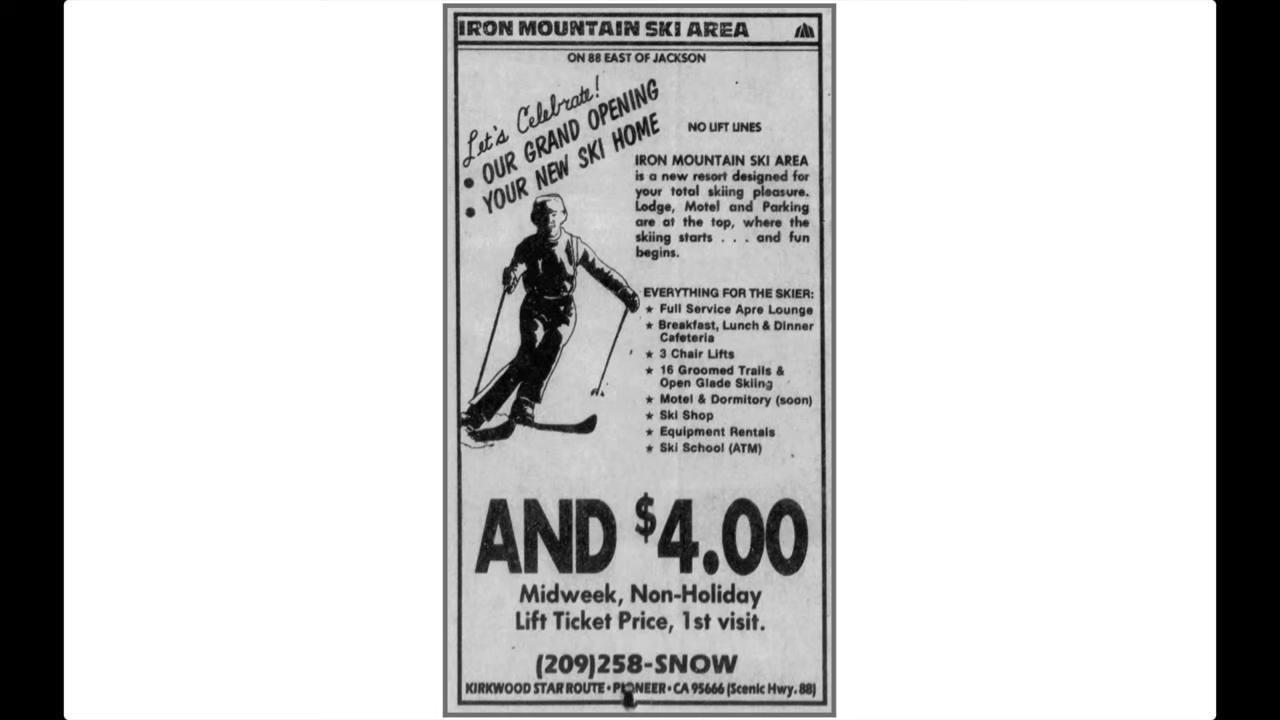 IRON MOUNTAIN SKI AREA
ON 88 EAST OF JACKSON
Let's Celebrate!
• OUR GRAND OPENING
• YOUR NEW SKI HOME
NO LIFT LINES
IRON MOUNTAIN SKI AREA
is a new resort designed for
your total skiing pleasure.
Lodge, Motel and Parking
are at the top, where the
skiing starts . . . and fun
begins.
EVERYTHING FOR THE SKIER:
★ Full Service Apre Lounge
★ Breakfast, Lunch & Dinner
Cafeteria
★ 3 Chair Lifts
★ 16 Groomed Trails &
Open Glade Skiing
★ Motel & Dormitory (soon)
★ Ski Shop
★ Equipment Rentals
★ Ski School (ATM)
AND $4.00
Midweek, Non-Holiday
Lift Ticket Price, 1st visit.
(209)258-SNOW
KIRKWOOD STAR ROUTE • PIONEER • CA 95666 (Scenic Hwy. 88)